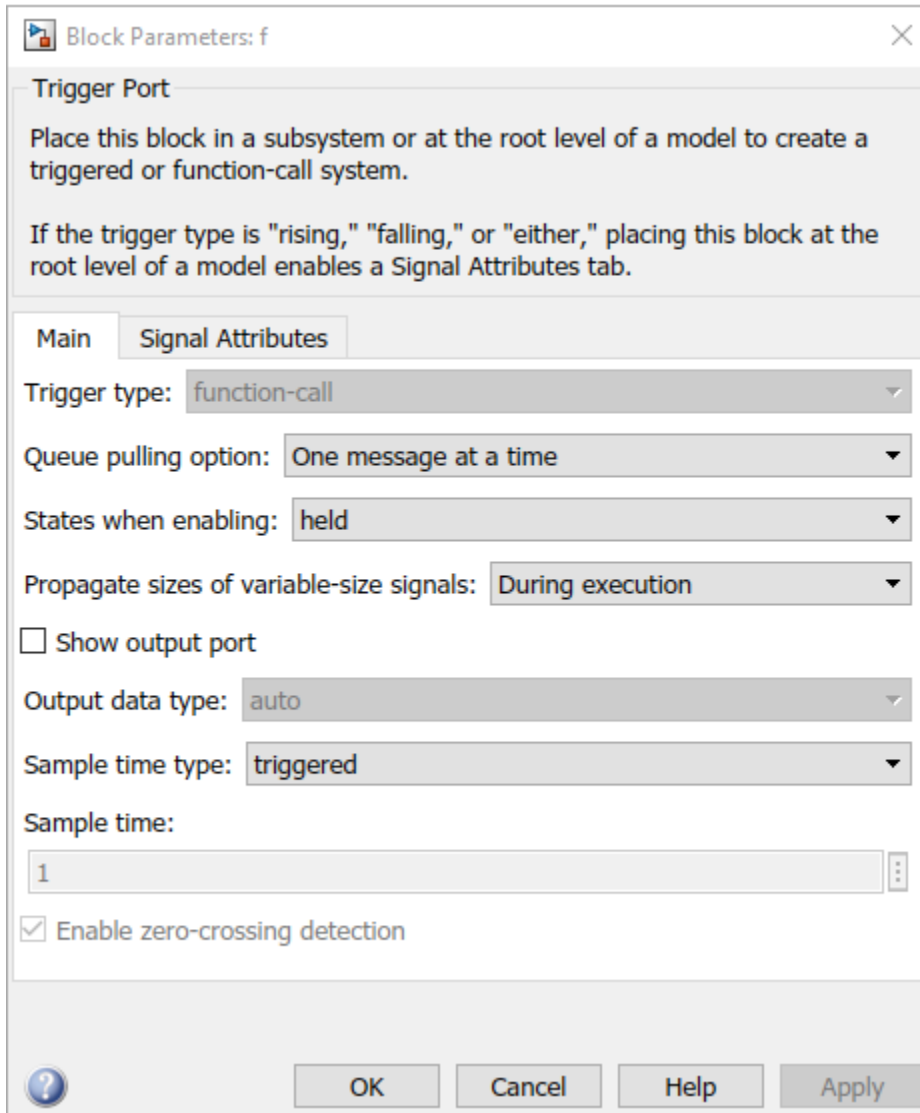 Block Parameters: f
Trigger Port
Place this block in a subsystem or at the root level of a model to create a
triggered or function-call system.
If the trigger type is "rising," "falling," or "either," placing this block at the
root level of a model enables a Signal Attributes tab.
Main Signal Attributes
Trigger type: function-call
Queue pulling option: One message at a time
States when enabling: held
Propagate sizes of variable-size signals: During execution
Show output port
Output data type: auto
Sample time type: triggered
Sample time:
1
Enable zero-crossing detection
? OK Cancel Help Apply